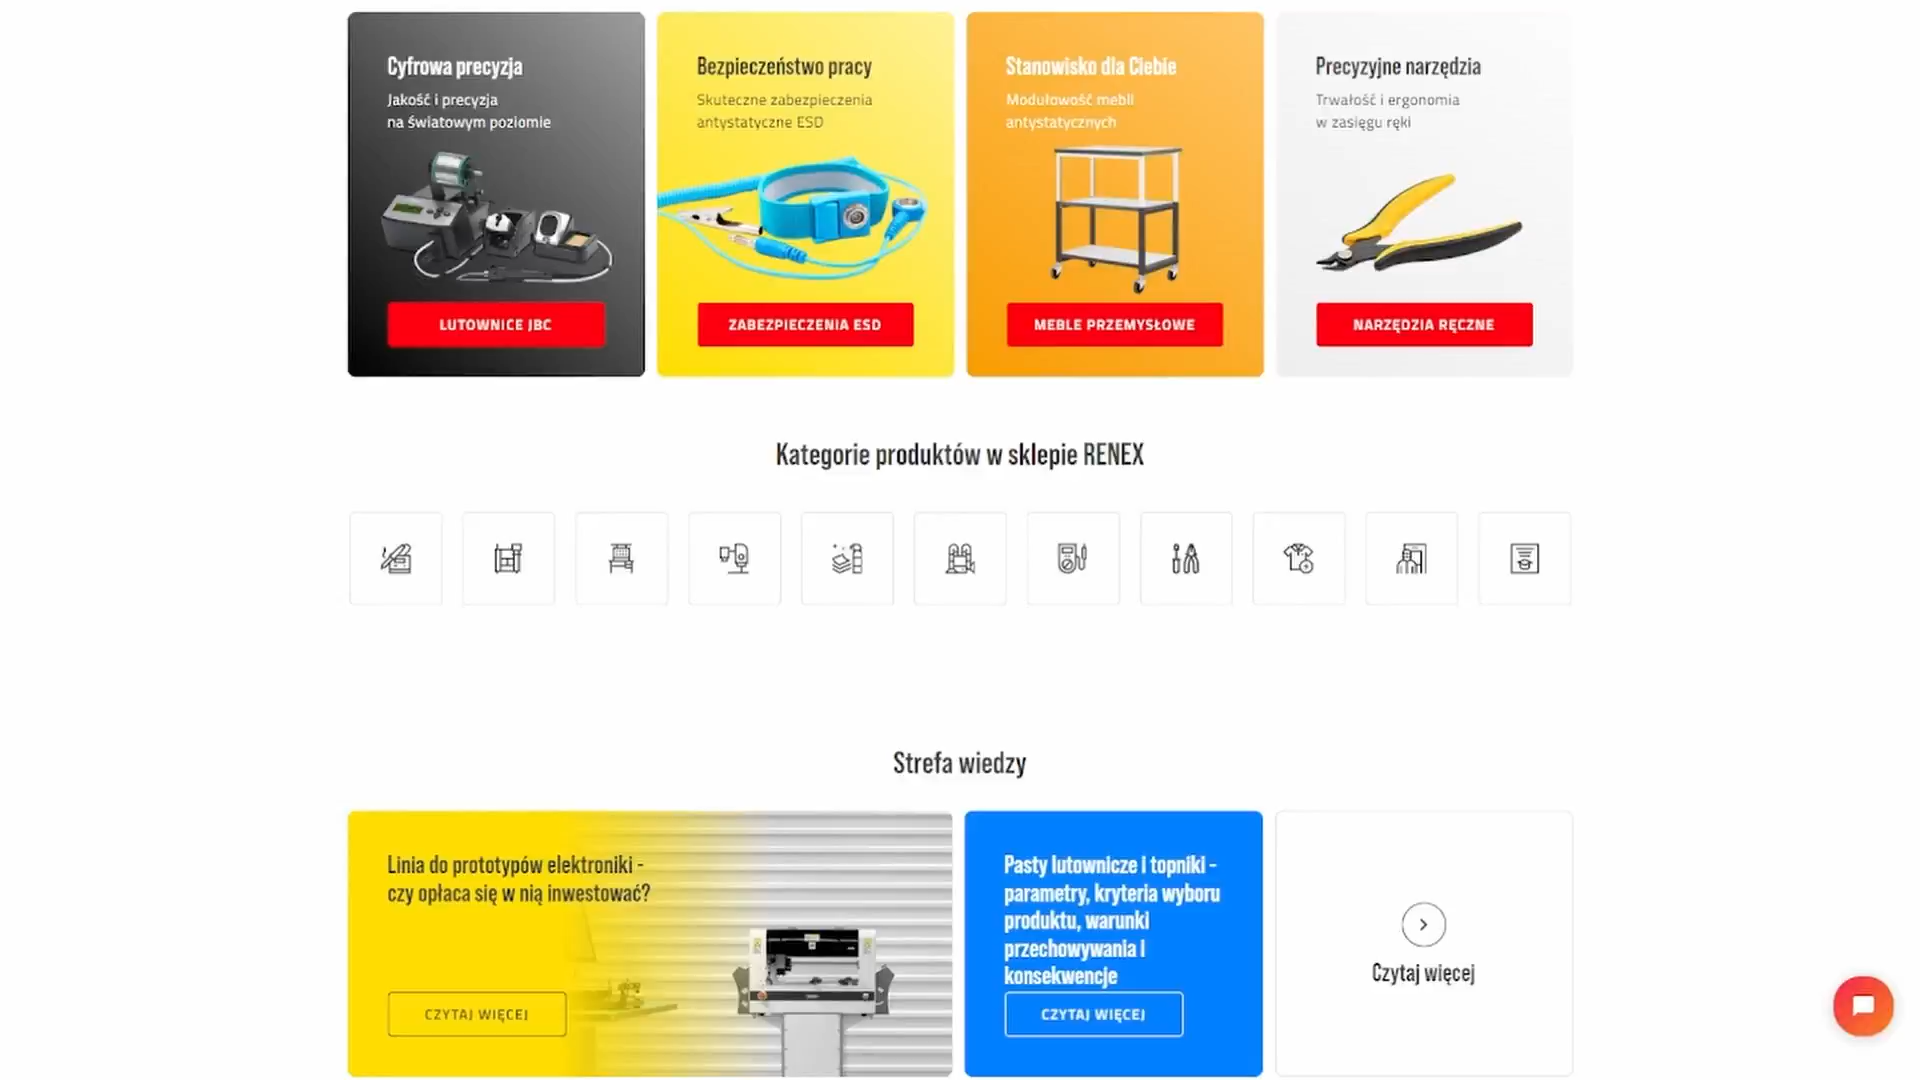 Cyfrowa precyzja
Jakość i precyzja
na światowym poziomie
LUTOWNICE JBC
Bezpieczeństwo pracy
Skuteczne zabezpieczenia
antystatyczne ESD
ZABEZPIECZENIA ESD
Stanowisko dla Ciebie
Modułowość mebli
antystatycznych
MEBLE PRZEMYSŁOWE
Precyzyjne narzędzia
Trwałość i ergonomia
w zasięgu ręki
NARZĘDZIA RĘCZNE
Kategorie produktów w sklepie RENEX
Strefa wiedzy
Linia do prototypów elektroniki -
czy opłaca się w nią inwestować?
CZYTAJ WIĘCEJ
Pasty lutownicze i topniki -
parametry, kryteria wyboru
produktu, warunki
przechowywania i
konsekwencje
CZYTAJ WIĘCEJ
Czytaj więcej